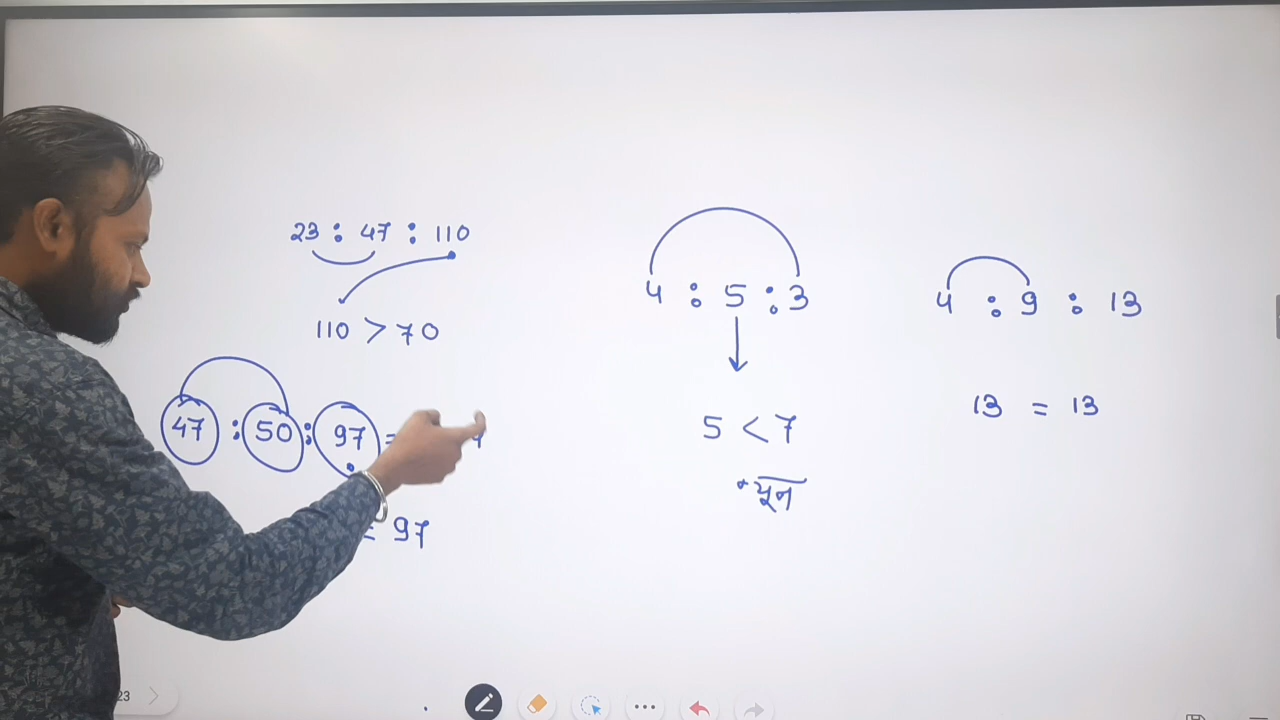 23 : 47 : 110
110 > 70
47 : 50 : 97 =
= 97
4 : 5 : 3
5 < 7
न्यून
4 : 9 : 13
13 = 13
23